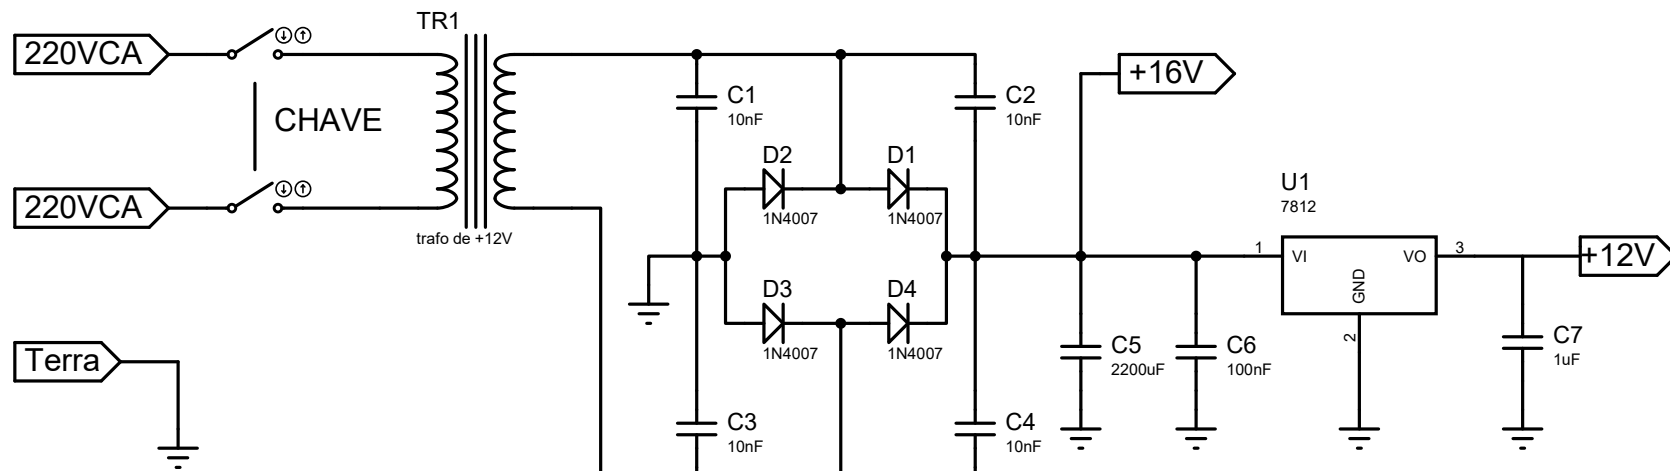 TR1
220VCA
CHAVE
220VCA
trafo de +12V
Terra
C1
10nF
C2
10nF
D2
1N4007
D1
1N4007
D3
1N4007
D4
1N4007
C3
10nF
C4
10nF
+16V
C5
2200uF
C6
100nF
U1
7812
1
VI
VO
3
GND
2
+12V
C7
1uF